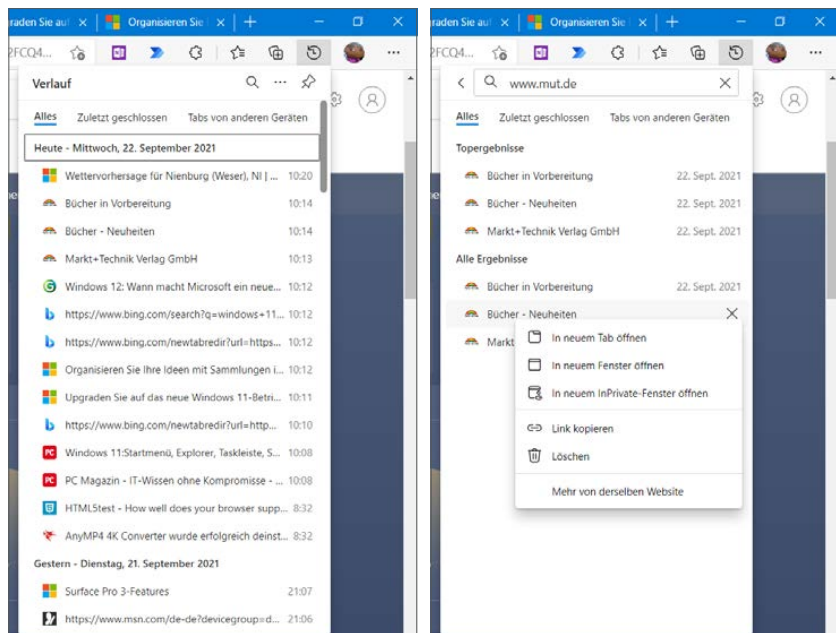 raden Sie auf
Organisieren Sie
2FCQ4...
Verlauf
Alles Zuletzt geschlossen Tabs von anderen Geräten
Heute - Mittwoch, 22. September 2021
Wettervorhersage für Nienburg (Weser), NI | ... 10:20
Bücher in Vorbereitung 10:14
Bücher - Neuheiten 10:14
Markt+Technik Verlag GmbH 10:13
Windows 12: Wann macht Microsoft ein neue... 10:12
https://www.bing.com/search?q=windows+11... 10:12
https://www.bing.com/newtabredir?url=https... 10:12
Organisieren Sie Ihre Ideen mit Sammlungen i... 10:12
Upgraden Sie auf das neue Windows 11-Betri... 10:11
https://www.bing.com/newtabredir?url=http... 10:10
PC Windows 11:Startmenü, Explorer, Taskleiste, S... 10:08
PC PC Magazin - IT-Wissen ohne Kompromisse - ... 10:08
HTML5test - How well does your browser supp... 8:32
AnyMP4 4K Converter wurde erfolgreich deinst... 8:32
Gestern - Dienstag, 21. September 2021
Surface Pro 3-Features 21:07
https://www.msn.com/de-de?devicegroup=d... 21:06
raden Sie auf
Organisieren Sie
2FCQ4...
www.mut.de
Alles Zuletzt geschlossen Tabs von anderen Geräten
Topergebnisse
Bücher in Vorbereitung 22. Sept. 2021
Bücher - Neuheiten 22. Sept. 2021
Markt+Technik Verlag GmbH 22. Sept. 2021
Alle Ergebnisse
Bücher in Vorbereitung 22. Sept. 2021
Bücher - Neuheiten
Markt
In neuem Tab öffnen
In neuem Fenster öffnen
In neuem InPrivate-Fenster öffnen
Link kopieren
Löschen
Mehr von derselben Website